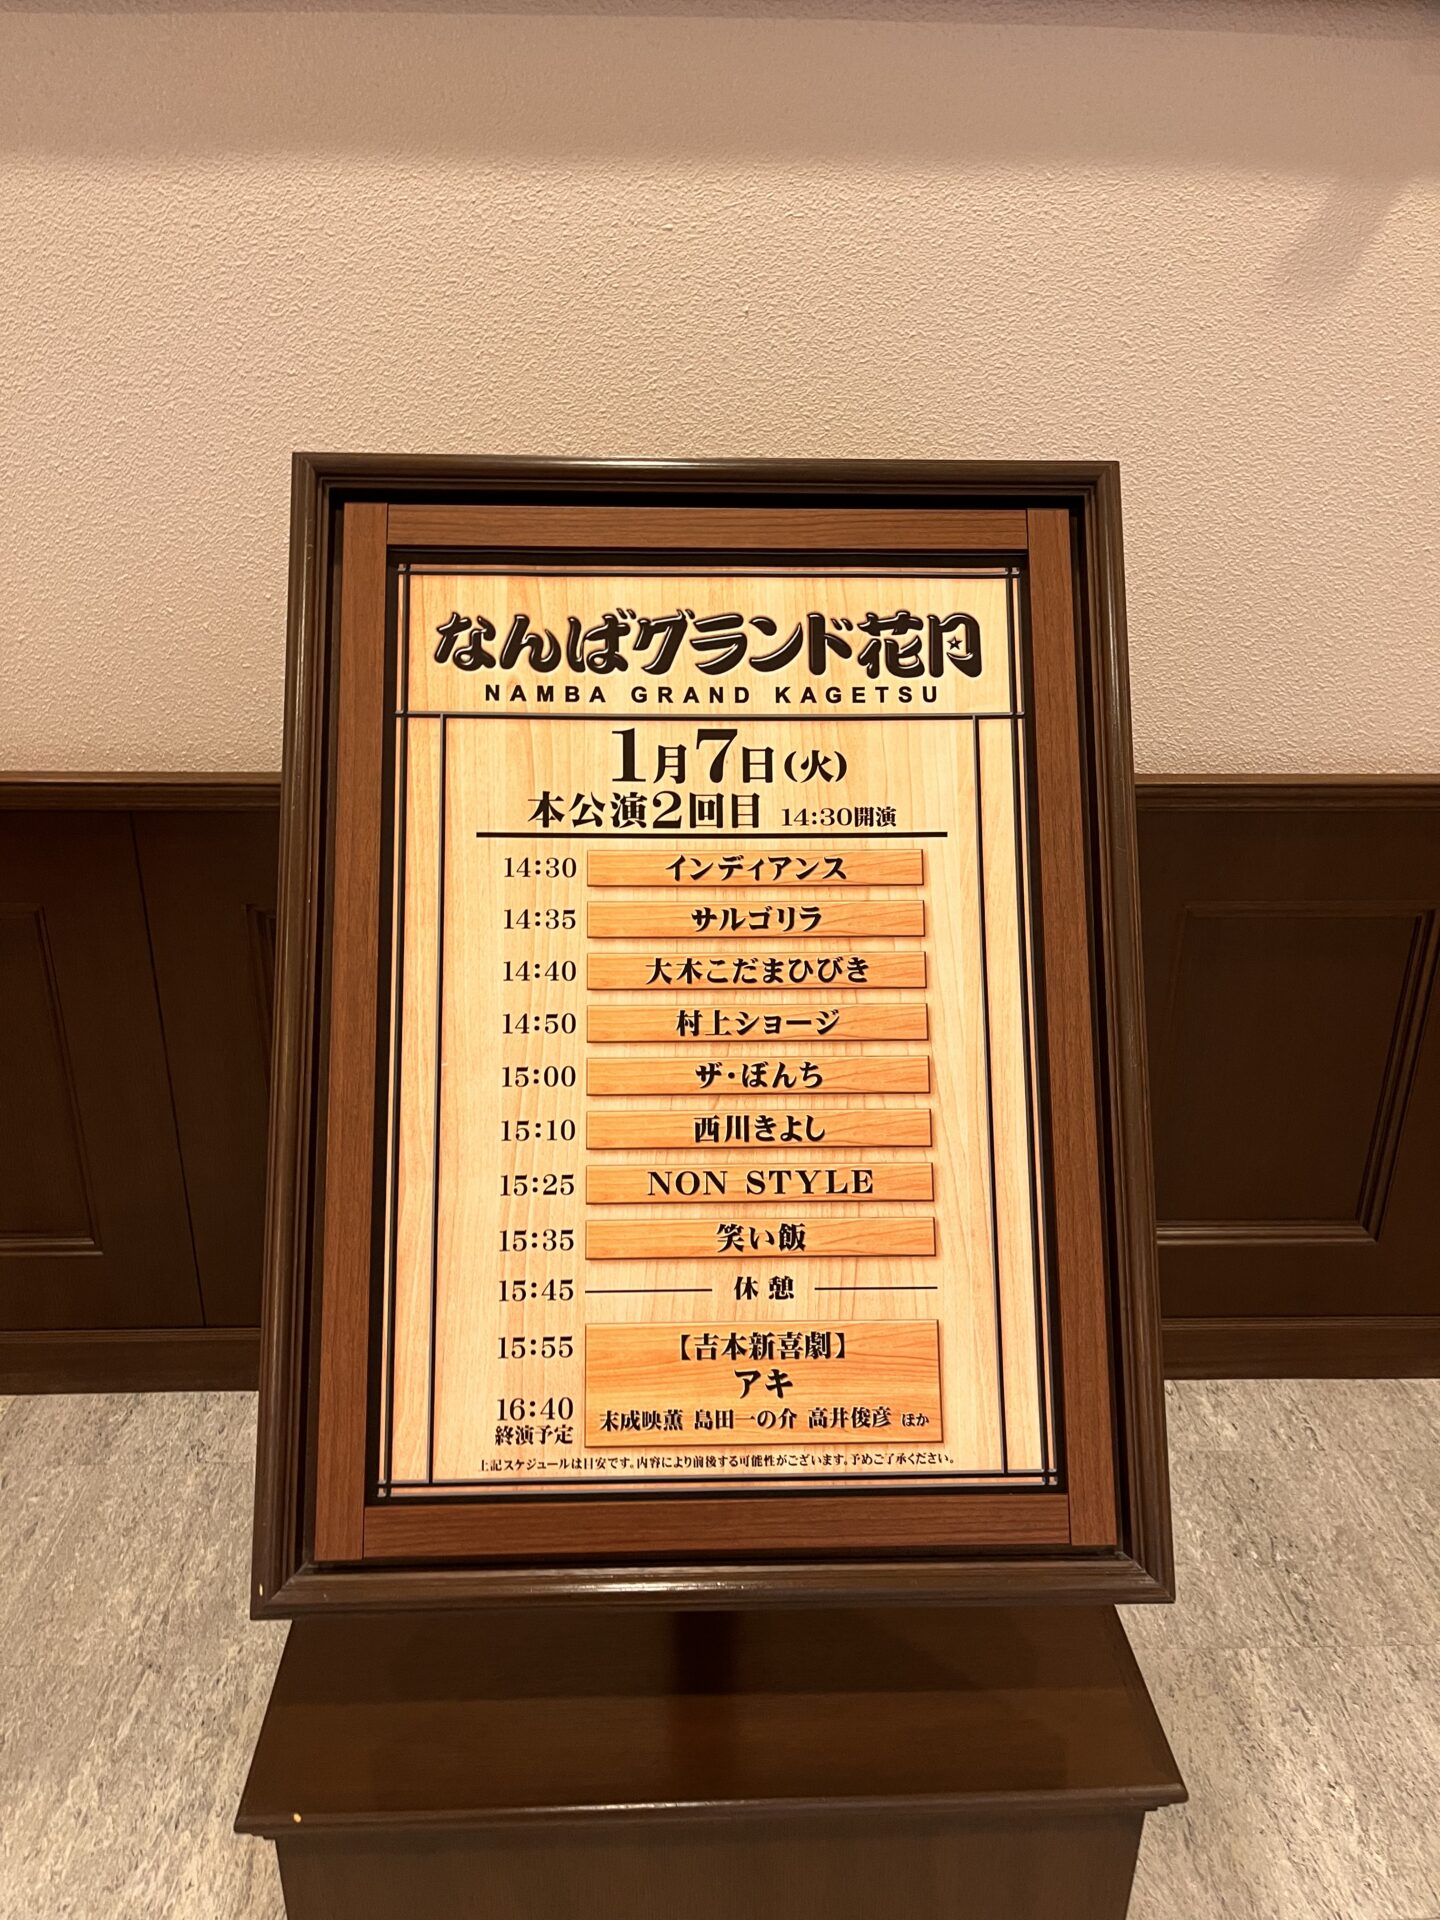 なんばグランド花月
NAMBA GRAND KAGETSU
1月7日(火)
本公演2回目 14:30開演
14:30 インディアンス
14:35 サルゴリラ
14:40 大木こだまひびき
14:50 村上ショージ
15:00 ザ・ぼんち
15:10 西川きよし
15:25 NON STYLE
15:35 笑い飯
15:45 休憩
15:55 【吉本新喜劇】
アキ
16:40 末成映薫 島田一の介 高井俊彦 ほか
終演予定
上記スケジュールは目安です。内容により前後する可能性がございます。予めご了承ください。